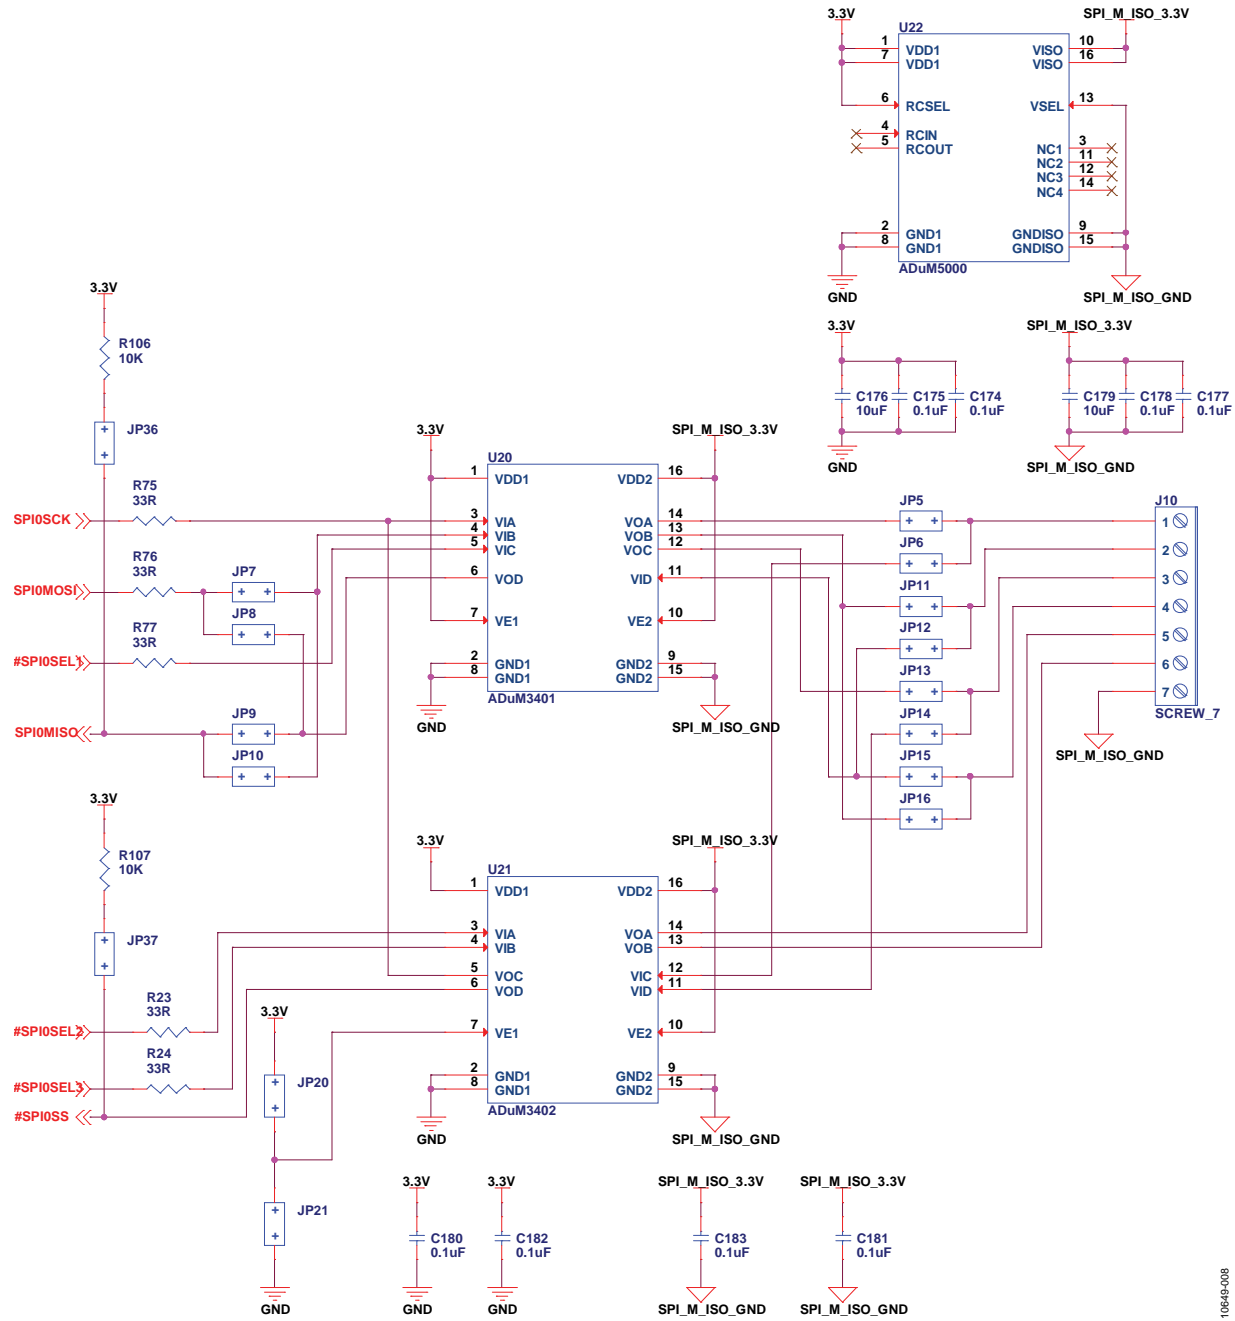 3.3V
SPI_M_ISO_3.3V
U22
1 VDD1 VISO 10
7 VDD1 VISO 16
6 RCSEL VSEL 13
4 RCIN
5 RCOUT NC1 3
NC2 11
NC3 12
NC4 14
2 GND1 GNDISO 9
8 GND1 GNDISO 15
ADuM5000
GND
SPI_M_ISO_GND
3.3V
SPI_M_ISO_3.3V
C176 C175 C174 C179 C178 C177
10uF 0.1uF 0.1uF 10uF 0.1uF 0.1uF
GND
SPI_M_ISO_GND
3.3V
R106
10K
JP36
3.3V
SPI_M_ISO_3.3V
U20
1 VDD1 VDD2 16
3 VIA VOA 14
4 VIB VOB 13
5 VIC VOC 12
6 VOD VID 11
7 VE1 VE2 10
2 GND1 GND2 9
8 GND1 GND2 15
ADuM3401
GND
SPI_M_ISO_GND
R75
33R
SPI0SCK
R76
33R
SPI0MOSI
JP7
JP8
R77
33R
#SPI0SEL1
SPI0MISO
JP9
JP10
JP5
JP6
JP11
JP12
JP13
JP14
JP15
JP16
J10
1
2
3
4
5
6
7
SCREW_7
SPI_M_ISO_GND
3.3V
R107
10K
JP37
3.3V
SPI_M_ISO_3.3V
U21
1 VDD1 VDD2 16
3 VIA VOA 14
4 VIB VOB 13
5 VOC VIC 12
6 VOD VID 11
7 VE1 VE2 10
2 GND1 GND2 9
8 GND1 GND2 15
ADuM3402
GND
SPI_M_ISO_GND
R23
33R
#SPI0SEL2
R24
33R
#SPI0SEL3
#SPI0SS
3.3V
JP20
JP21
GND
3.3V 3.3V SPI_M_ISO_3.3V SPI_M_ISO_3.3V
C180 C182 C183 C181
0.1uF 0.1uF 0.1uF 0.1uF
GND GND SPI_M_ISO_GND SPI_M_ISO_GND
10649-008